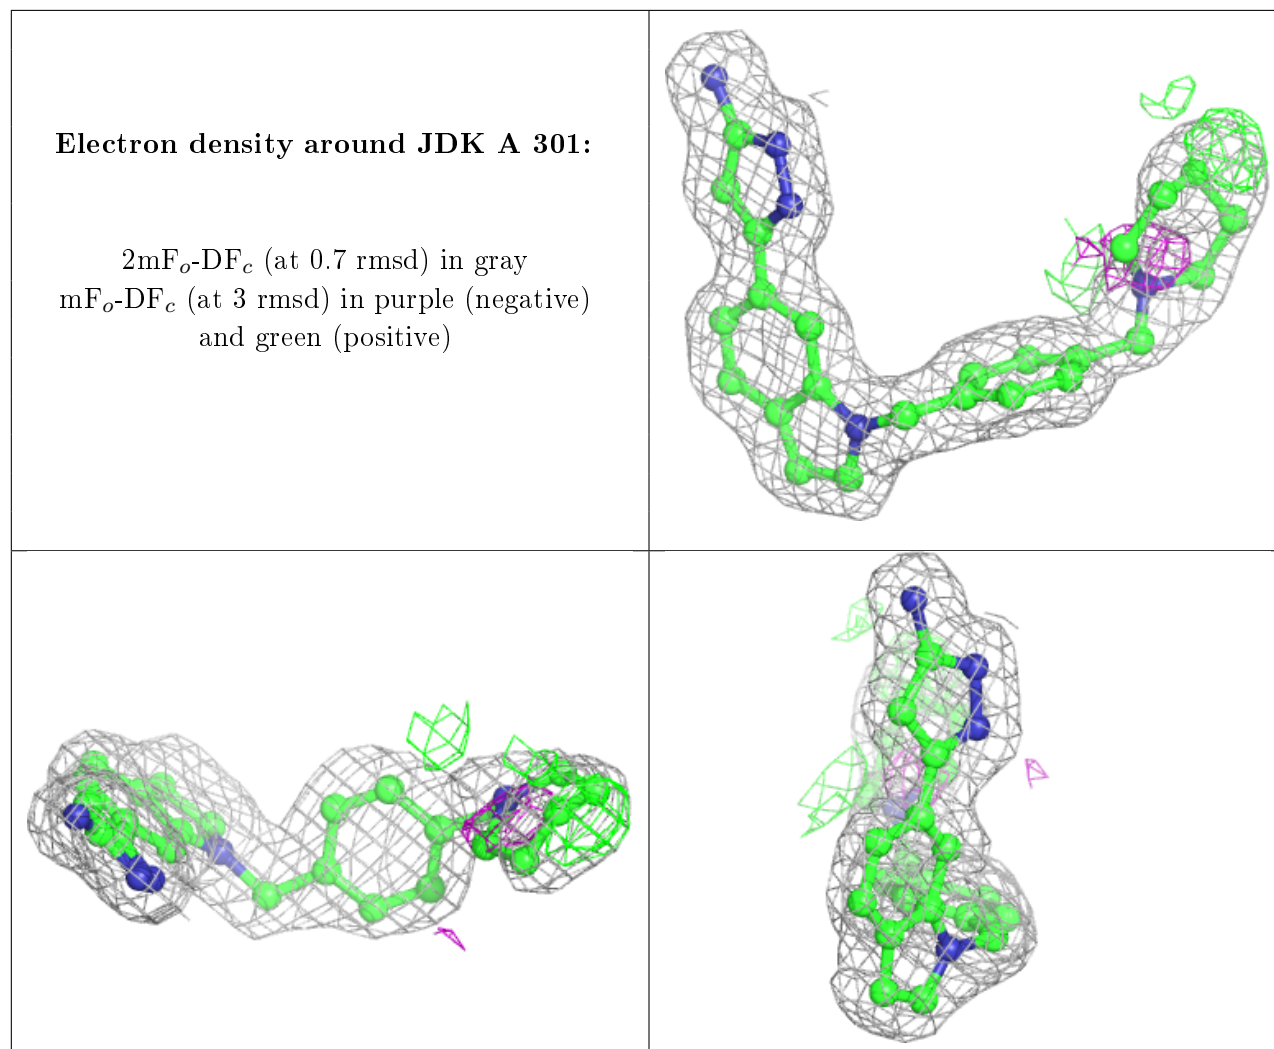 Electron density around JDK A 301:
2mFo-DFc (at 0.7 rmsd) in gray
mFo-DFc (at 3 rmsd) in purple (negative)
and green (positive)